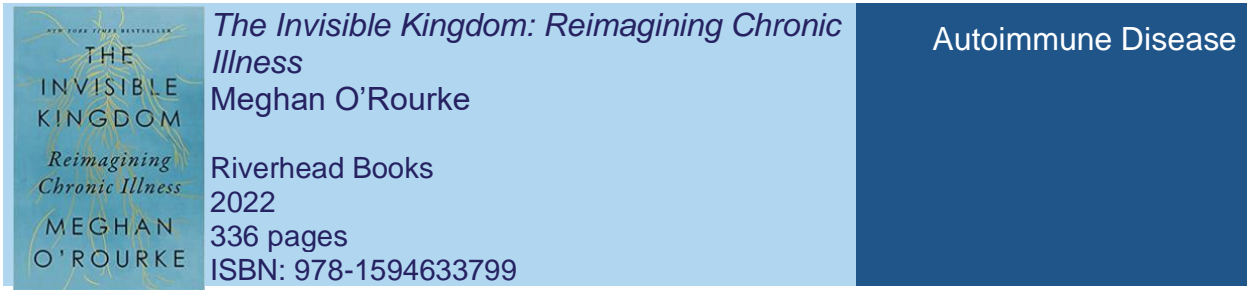 NEW YORK TIMES BESTSELLER
THE
INVISIBLE
KINGDOM
Reimagining
Chronic Illness
MEGHAN
O'ROURKE
The Invisible Kingdom: Reimagining Chronic
Illness
Meghan O’Rourke
Riverhead Books
2022
336 pages
ISBN: 978-1594633799
Autoimmune Disease